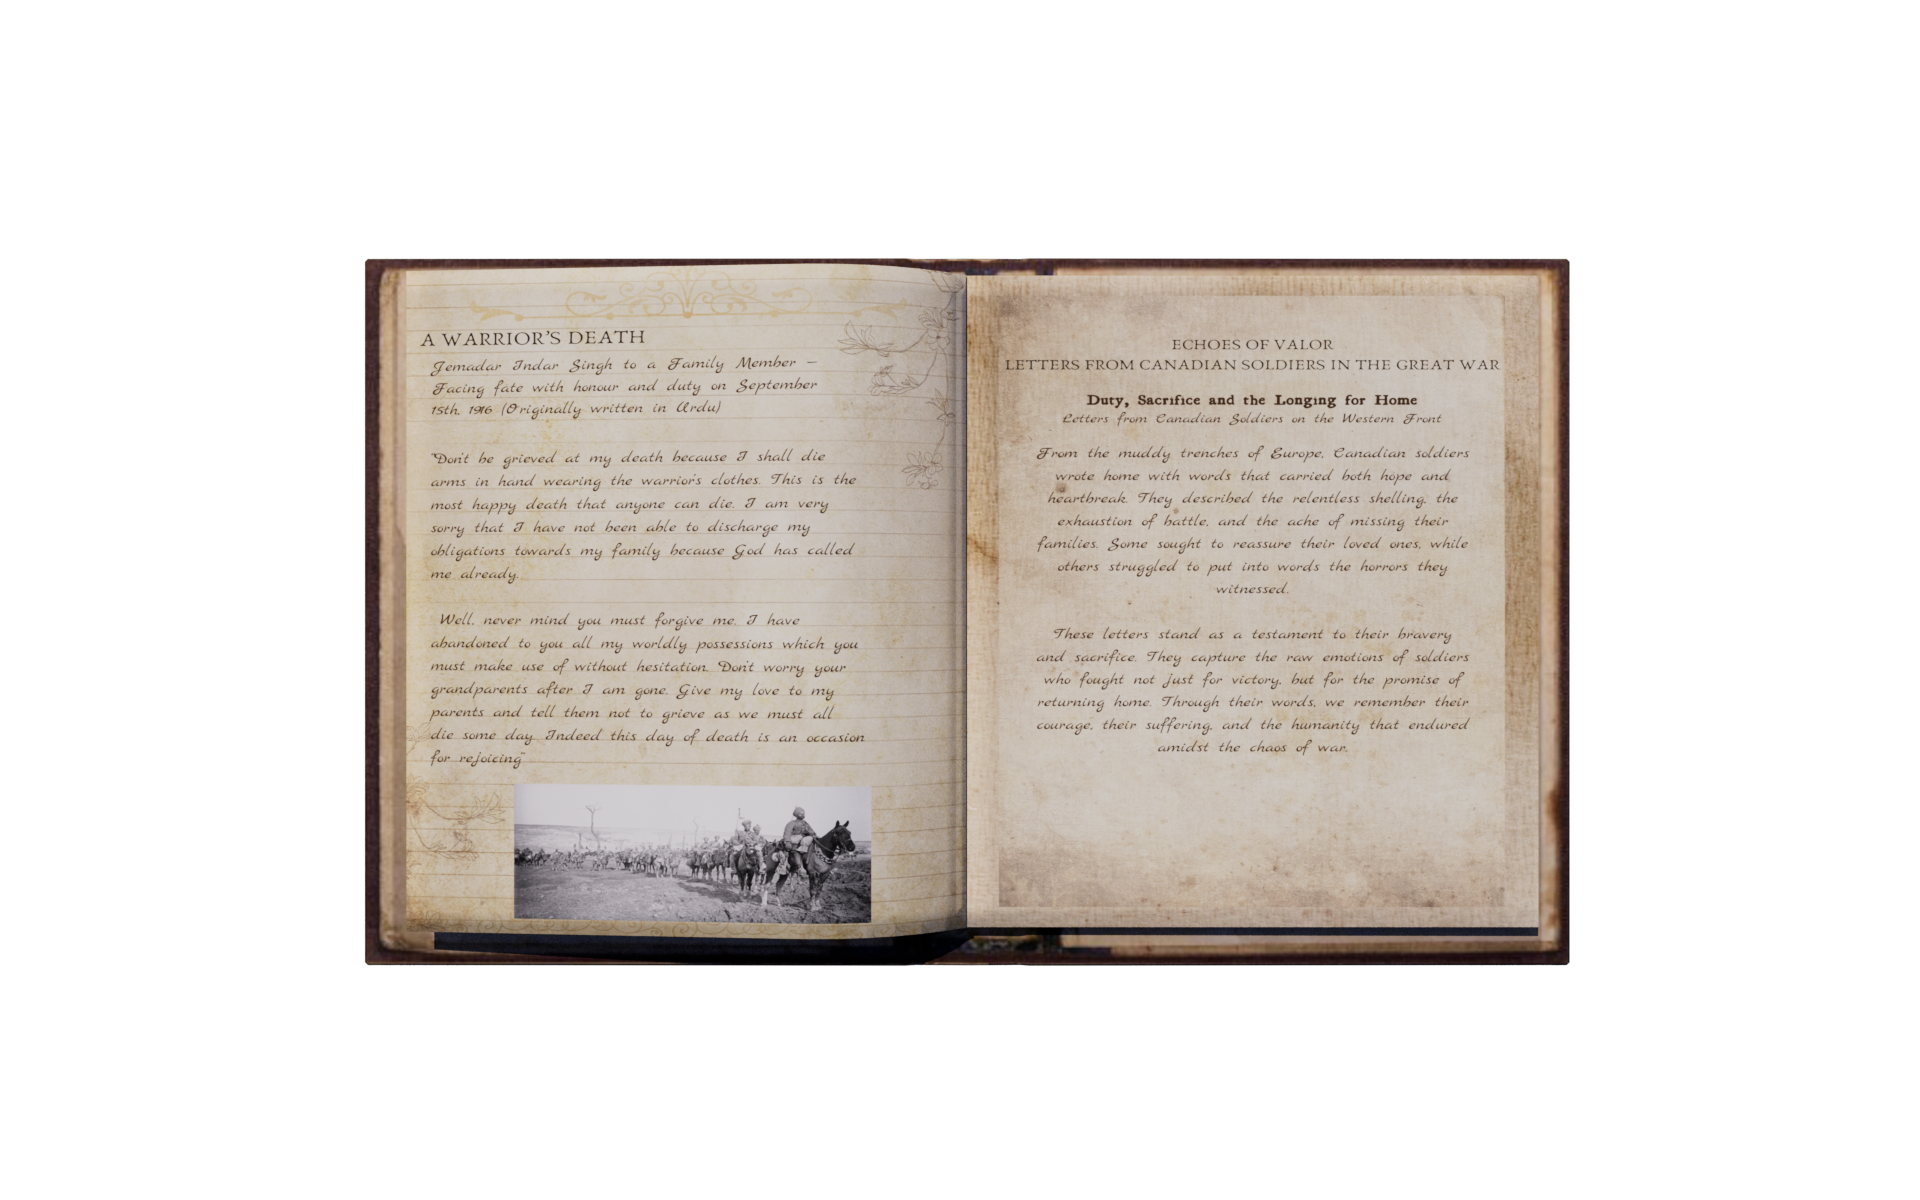 A WARRIOR'S DEATH
Jemadar Indar Singh to a Family Member –
Facing fate with honour and duty on September
15th, 1916 (Originally written in Urdu)
"Don't be grieved at my death because I shall die
arms in hand wearing the warrior's clothes. This is the
most happy death that anyone can die. I am very
sorry that I have not been able to discharge my
obligations towards my family because God has called
me already.
Well, never mind you must forgive me. I have
abandoned to you all my worldly possessions which you
must make use of without hesitation. Don't worry your
grandparents after I am gone. Give my love to my
parents and tell them not to grieve as we must all
die some day. Indeed this day of death is an occasion
for rejoicing"
ECHOES OF VALOR
LETTERS FROM CANADIAN SOLDIERS IN THE GREAT WAR
Duty, Sacrifice and the Longing for Home
Letters from Canadian Soldiers on the Western Front
From the muddy trenches of Europe, Canadian soldiers
wrote home with words that carried both hope and
heartbreak. They described the relentless shelling, the
exhaustion of battle, and the ache of missing their
families. Some sought to reassure their loved ones, while
others struggled to put into words the horrors they
witnessed.
These letters stand as a testament to their bravery
and sacrifice. They capture the raw emotions of soldiers
who fought not just for victory, but for the promise of
returning home. Through their words, we remember their
courage, their suffering, and the humanity that endured
amidst the chaos of war.